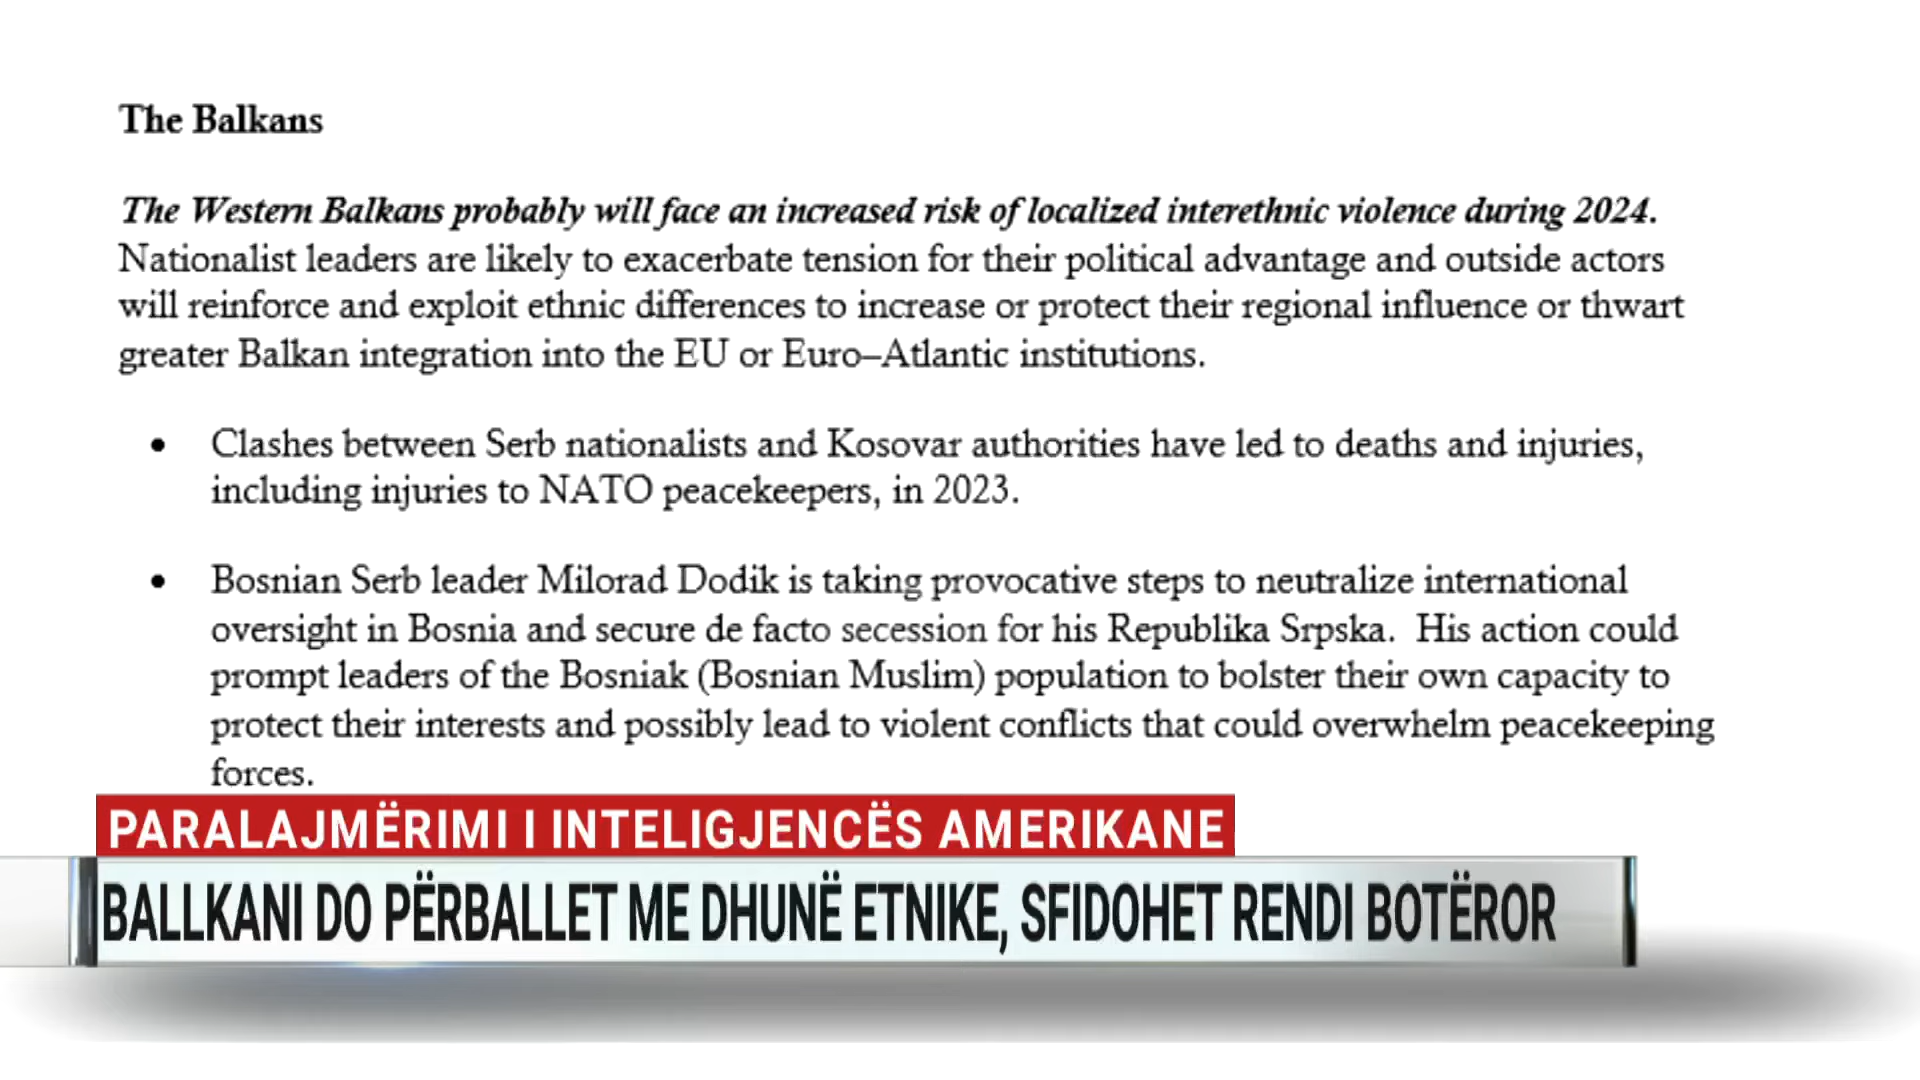 The Balkans
The Western Balkans probably will face an increased risk of localized interethnic violence during 2024.
Nationalist leaders are likely to exacerbate tension for their political advantage and outside actors
will reinforce and exploit ethnic differences to increase or protect their regional influence or thwart
greater Balkan integration into the EU or Euro–Atlantic institutions.
• Clashes between Serb nationalists and Kosovar authorities have led to deaths and injuries,
including injuries to NATO peacekeepers, in 2023.
• Bosnian Serb leader Milorad Dodik is taking provocative steps to neutralize international
oversight in Bosnia and secure de facto secession for his Republika Srpska.  His action could
prompt leaders of the Bosniak (Bosnian Muslim) population to bolster their own capacity to
protect their interests and possibly lead to violent conflicts that could overwhelm peacekeeping
forces.
PARALAJMËRIMI I INTELIGJENCËS AMERIKANE
BALLKANI DO PËRBALLET ME DHUNË ETNIKE, SFIDOHET RENDI BOTËROR